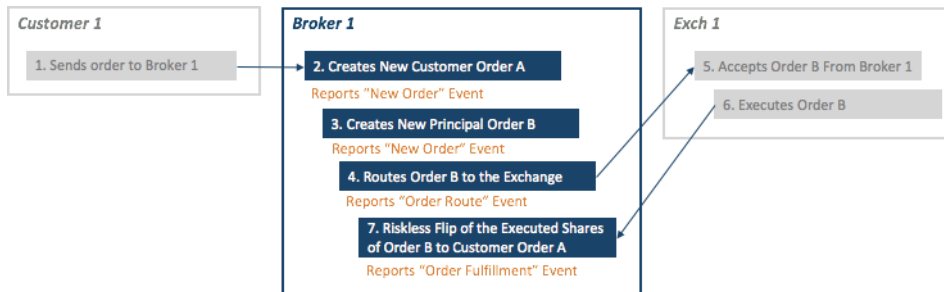 Customer 1
1. Sends order to Broker 1
Broker 1
2. Creates New Customer Order A
Reports “New Order” Event
3. Creates New Principal Order B
Reports “New Order” Event
4. Routes Order B to the Exchange
Reports “Order Route” Event
7. Riskless Flip of the Executed Shares
of Order B to Customer Order A
Reports “Order Fulfillment” Event
Exch 1
5. Accepts Order B From Broker 1
6. Executes Order B